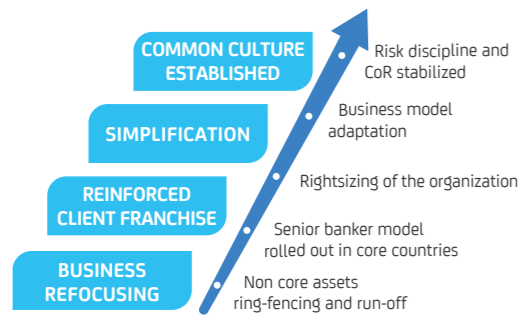 COMMON CULTURE
ESTABLISHED
Risk discipline and
CoR stabilized
SIMPLIFICATION
Business model
adaptation
Rightsizing of the organization
REINFORCED
CLIENT FRANCHISE
Senior banker model
rolled out in core countries
BUSINESS
REFOCUSING
Non core assets
ring-fencing and run-off